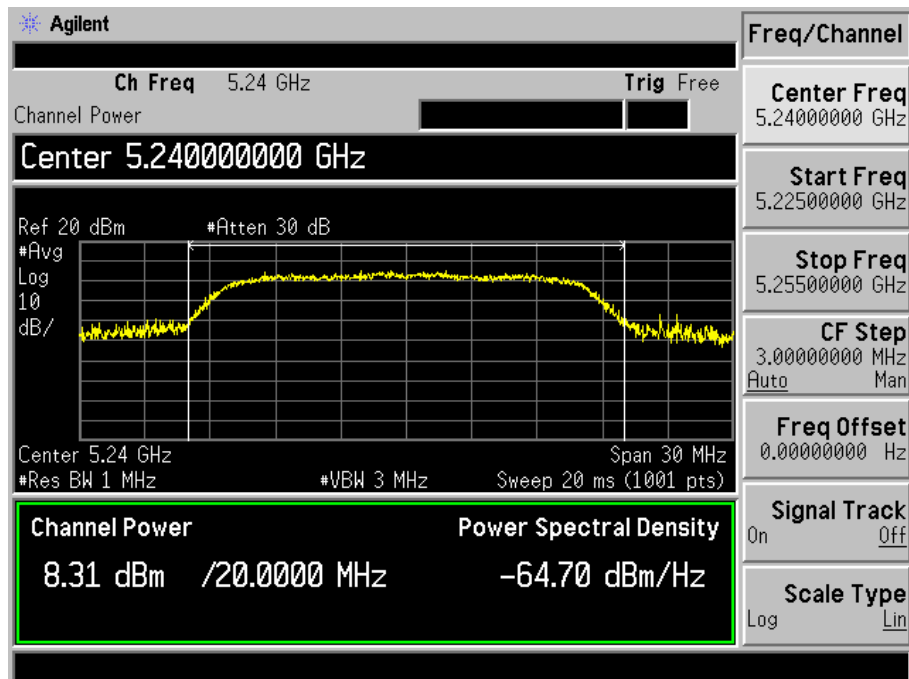 Agilent
Freq/Channel
Ch Freq 5.24 GHz Trig Free
Channel Power
Center 5.240000000 GHz
Ref 20 dBm #Atten 30 dB
#Avg
Log
10
dB/
Center 5.24 GHz Span 30 MHz
#Res BW 1 MHz #VBW 3 MHz Sweep 20 ms (1001 pts)
Channel Power Power Spectral Density
8.31 dBm /20.0000 MHz -64.70 dBm/Hz
Center Freq
5.24000000 GHz
Start Freq
5.22500000 GHz
Stop Freq
5.25500000 GHz
CF Step
3.00000000 MHz
Auto Man
Freq Offset
0.00000000 Hz
Signal Track
On Off
Scale Type
Log Lin